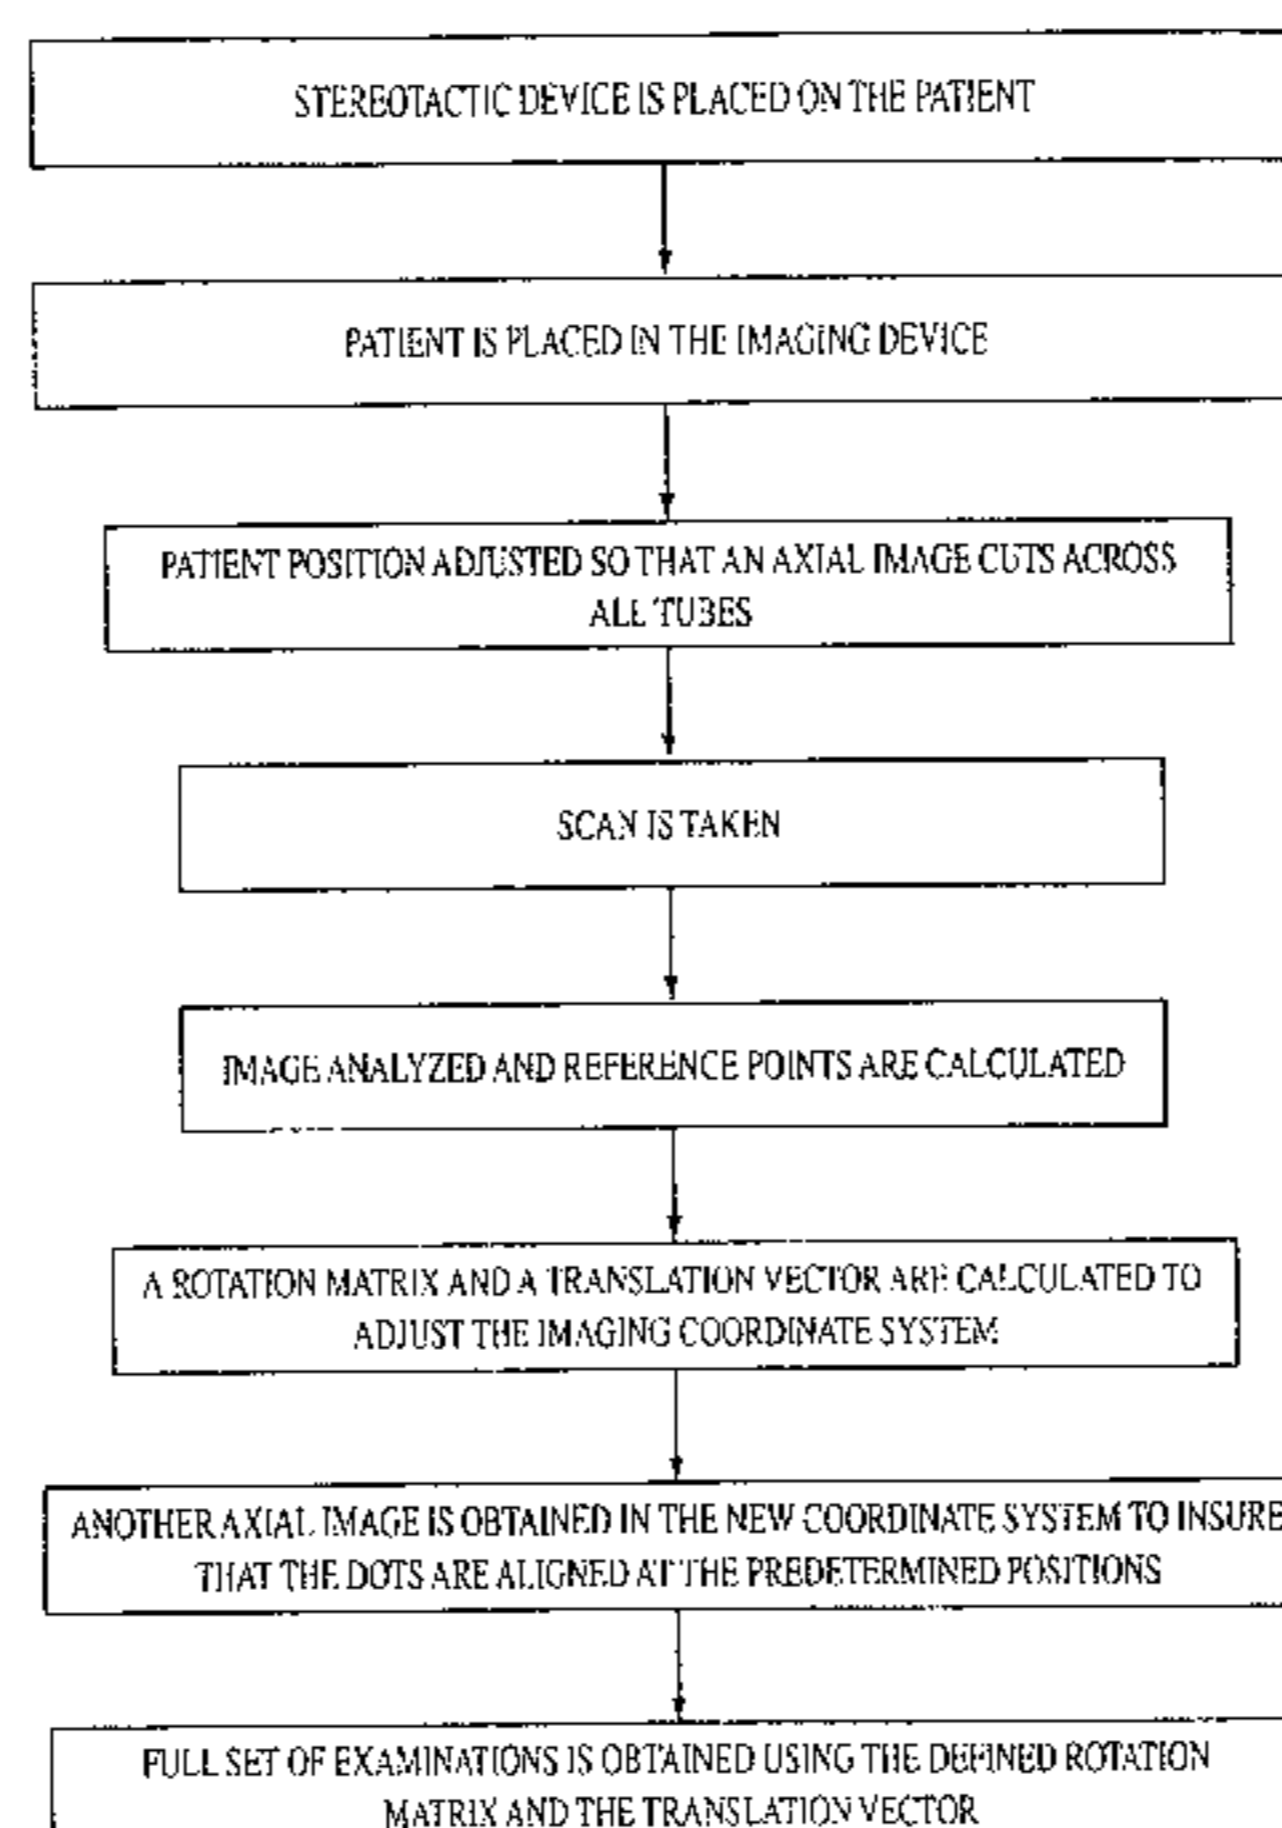 STEREOTACTIC DEVICE IS PLACED ON THE PATIENT
PATIENT IS PLACED IN THE IMAGING DEVICE
PATIENT POSITION ADJUSTED SO THAT AN AXIAL IMAGE CUTS ACROSS
ALL TUBES
SCAN IS TAKEN
IMAGE ANALYZED AND REFERENCE POINTS ARE CALCULATED
A ROTATION MATRIX AND A TRANSLATION VECTOR ARE CALCULATED TO
ADJUST THE IMAGING COORDINATE SYSTEM
ANOTHER AXIAL IMAGE IS OBTAINED IN THE NEW COORDINATE SYSTEM TO INSURE
THAT THE DOTS ARE ALIGNED AT THE PREDETERMINED POSITIONS
FULL SET OF EXAMINATIONS IS OBTAINED USING THE DEFINED ROTATION
MATRIX AND THE TRANSLATION VECTOR